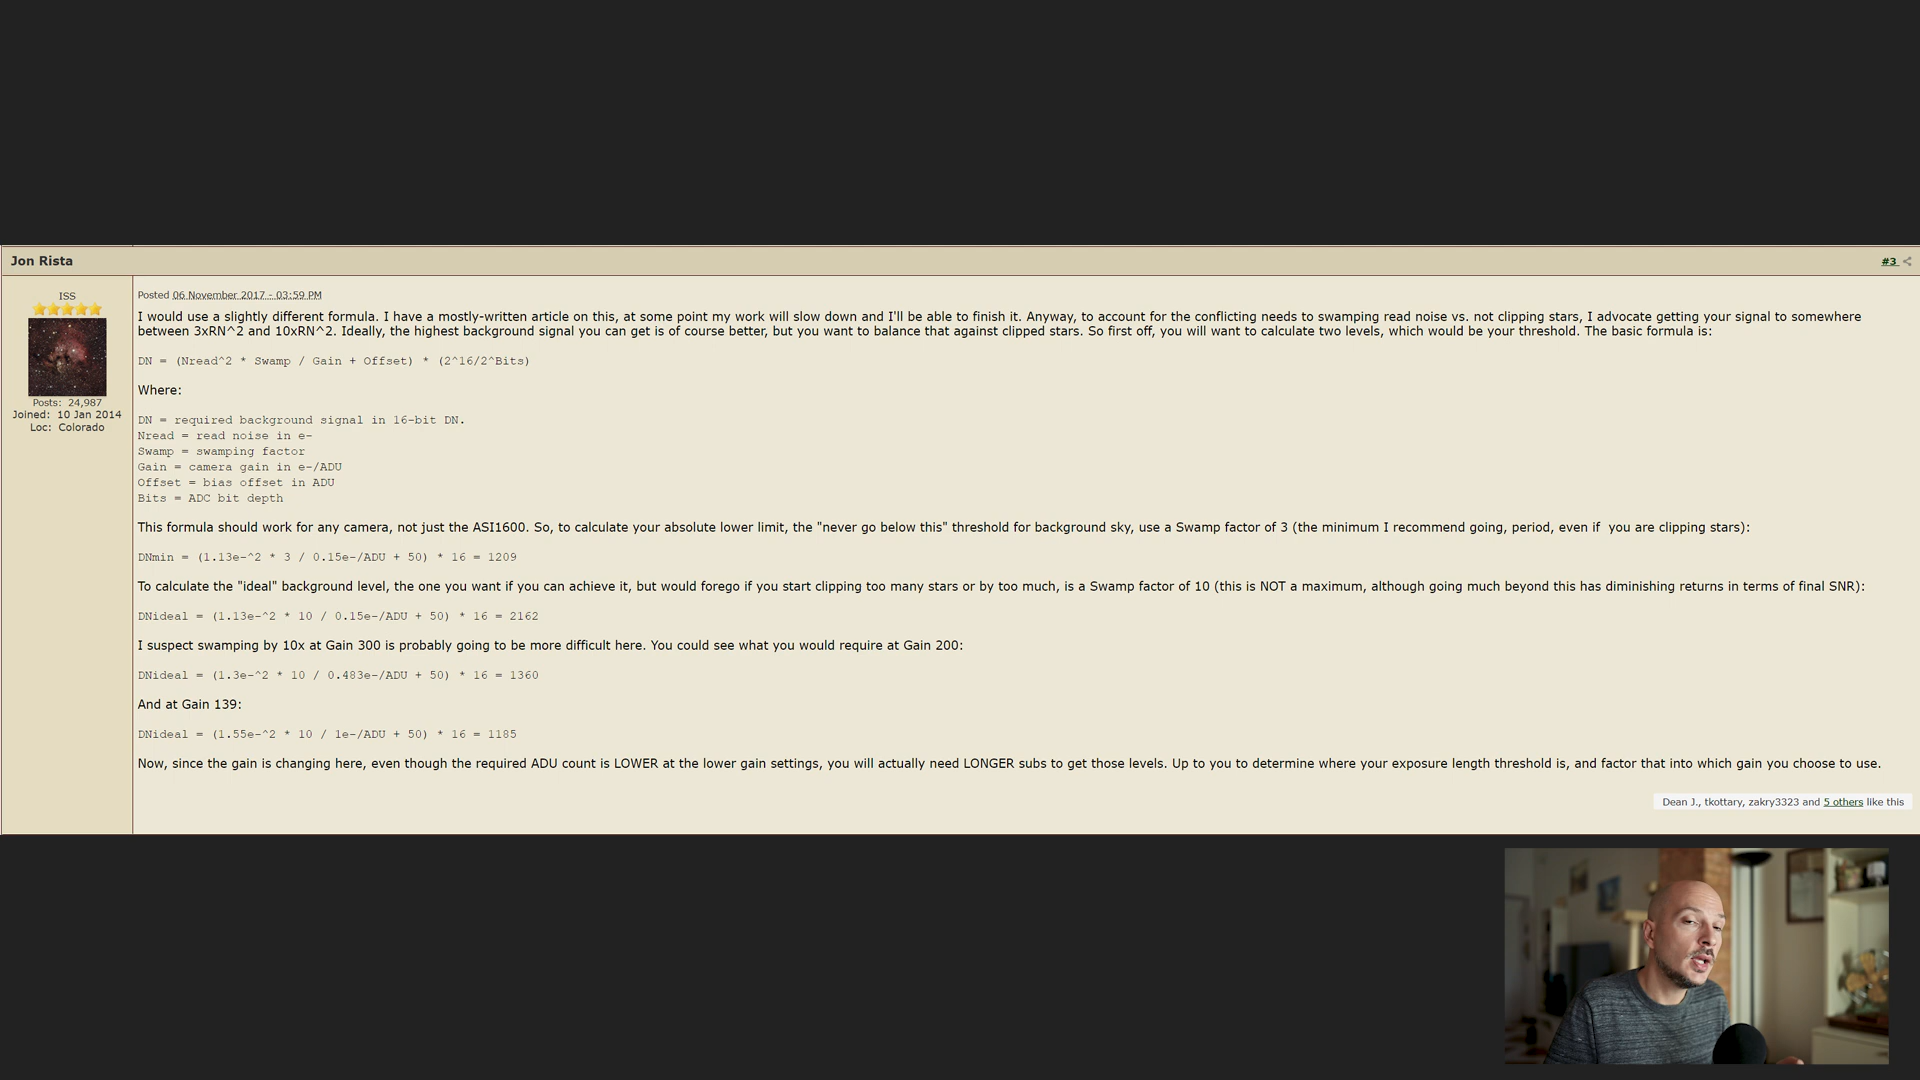 Jon Rista
#3
ISS
Posts: 24,987
Joined: 10 Jan 2014
Loc: Colorado
Posted 06 November 2017 - 03:59 PM
I would use a slightly different formula. I have a mostly-written article on this, at some point my work will slow down and I'll be able to finish it. Anyway, to account for the conflicting needs to swamping read noise vs. not clipping stars, I advocate getting your signal to somewhere
between 3xRN^2 and 10xRN^2. Ideally, the highest background signal you can get is of course better, but you want to balance that against clipped stars. So first off, you will want to calculate two levels, which would be your threshold. The basic formula is:
DN = (Nread^2 * Swamp / Gain + Offset) * (2^16/2^Bits)
Where:
DN = required background signal in 16-bit DN.
Nread = read noise in e-
Swamp = swamping factor
Gain = camera gain in e-/ADU
Offset = bias offset in ADU
Bits = ADC bit depth
This formula should work for any camera, not just the ASI1600. So, to calculate your absolute lower limit, the "never go below this" threshold for background sky, use a Swamp factor of 3 (the minimum I recommend going, period, even if  you are clipping stars):
DNmin = (1.13e-^2 * 3 / 0.15e-/ADU + 50) * 16 = 1209
To calculate the "ideal" background level, the one you want if you can achieve it, but would forego if you start clipping too many stars or by too much, is a Swamp factor of 10 (this is NOT a maximum, although going much beyond this has diminishing returns in terms of final SNR):
DNideal = (1.13e-^2 * 10 / 0.15e-/ADU + 50) * 16 = 2162
I suspect swamping by 10x at Gain 300 is probably going to be more difficult here. You could see what you would require at Gain 200:
DNideal = (1.3e-^2 * 10 / 0.483e-/ADU + 50) * 16 = 1360
And at Gain 139:
DNideal = (1.55e-^2 * 10 / 1e-/ADU + 50) * 16 = 1185
Now, since the gain is changing here, even though the required ADU count is LOWER at the lower gain settings, you will actually need LONGER subs to get those levels. Up to you to determine where your exposure length threshold is, and factor that into which gain you choose to use.
Dean J., tkottary, zakry3323 and 5 others like this